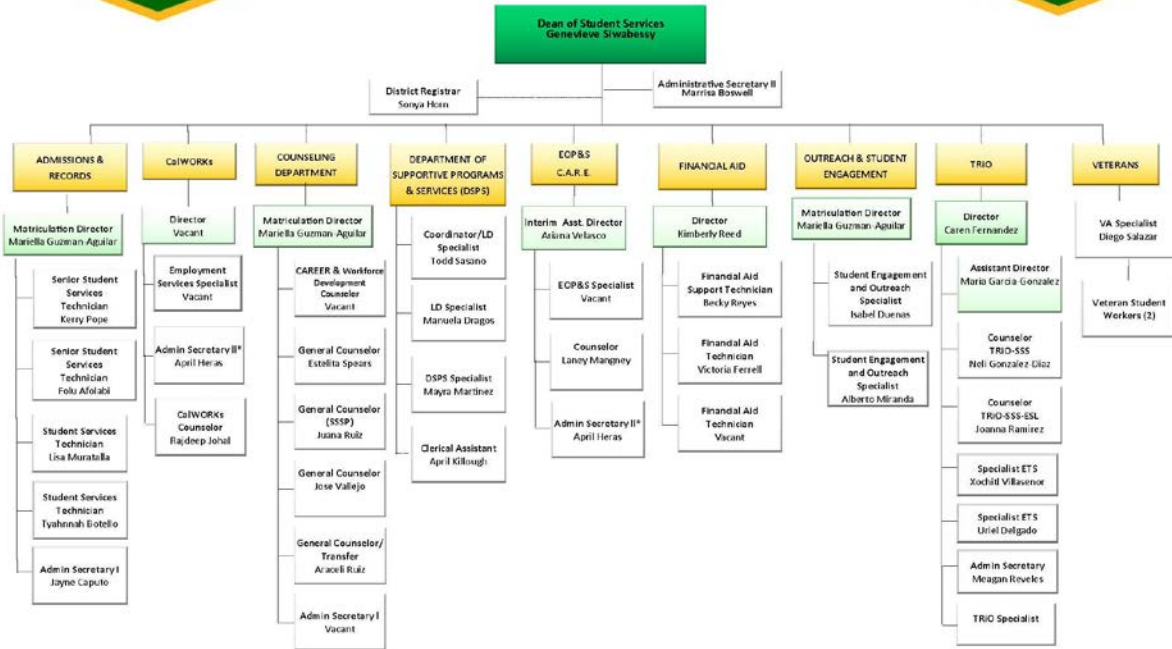 Dean of Student Services
Genevieve Siwabessy
District Registrar
Sonya Horn
Administrative Secretary II
Marrisa Boswell
ADMISSIONS &
RECORDS
Matriculation Director
Mariella Guzman-Aguilar
Senior Student
Services
Technician
Kerry Pope
Senior Student
Services
Technician
Folu Afolabi
Student Services
Technician
Lisa Muratalla
Student Services
Technician
Tyahnnah Botello
Admin Secretary I
Jayne Caputo
CalWORKs
Director
Vacant
Employment
Services Specialist
Vacant
Admin Secretary II*
April Heras
CalWORKs
Counselor
Rajdeep Johal
COUNSELING
DEPARTMENT
Matriculation Director
Mariella Guzman-Aguilar
CAREER & Workforce
Development
Counselor
Vacant
General Counselor
Estelita Spears
General Counselor
(SSSP)
Juana Ruiz
General Counselor
Jose Vallejo
General Counselor/
Transfer
Araceli Ruiz
Admin Secretary I
Vacant
DEPARTMENT OF
SUPPORTIVE PROGRAMS
& SERVICES (DSPS)
Coordinator/LD
Specialist
Todd Sasano
LD Specialist
Manuela Dragos
DSPS Specialist
Mayra Martinez
Clerical Assistant
April Killough
EOP&S
C.A.R.E.
Interim Asst. Director
Ariana Velasco
EOP&S Specialist
Vacant
Counselor
Laney Mangney
Admin Secretary II*
April Heras
FINANCIAL AID
Director
Kimberly Reed
Financial Aid
Support Technician
Becky Reyes
Financial Aid
Technician
Victoria Ferrell
Financial Aid
Technician
Vacant
OUTREACH & STUDENT
ENGAGEMENT
Matriculation Director
Mariella Guzman-Aguilar
Student Engagement
and Outreach
Specialist
Isabel Duenas
Student Engagement
and Outreach
Specialist
Alberto Miranda
TRiO
Director
Caren Fernandez
Assistant Director
Maria Garcia-Gonzalez
Counselor
TRiO-SSS
Neli Gonzalez-Diaz
Counselor
TRiO-SSS-ESL
Joanna Ramirez
Specialist ETS
Xochitl Villasenor
Specialist ETS
Uriel Delgado
Admin Secretary
Meagan Reveles
TRiO Specialist
VETERANS
VA Specialist
Diego Salazar
Veteran Student
Workers (2)